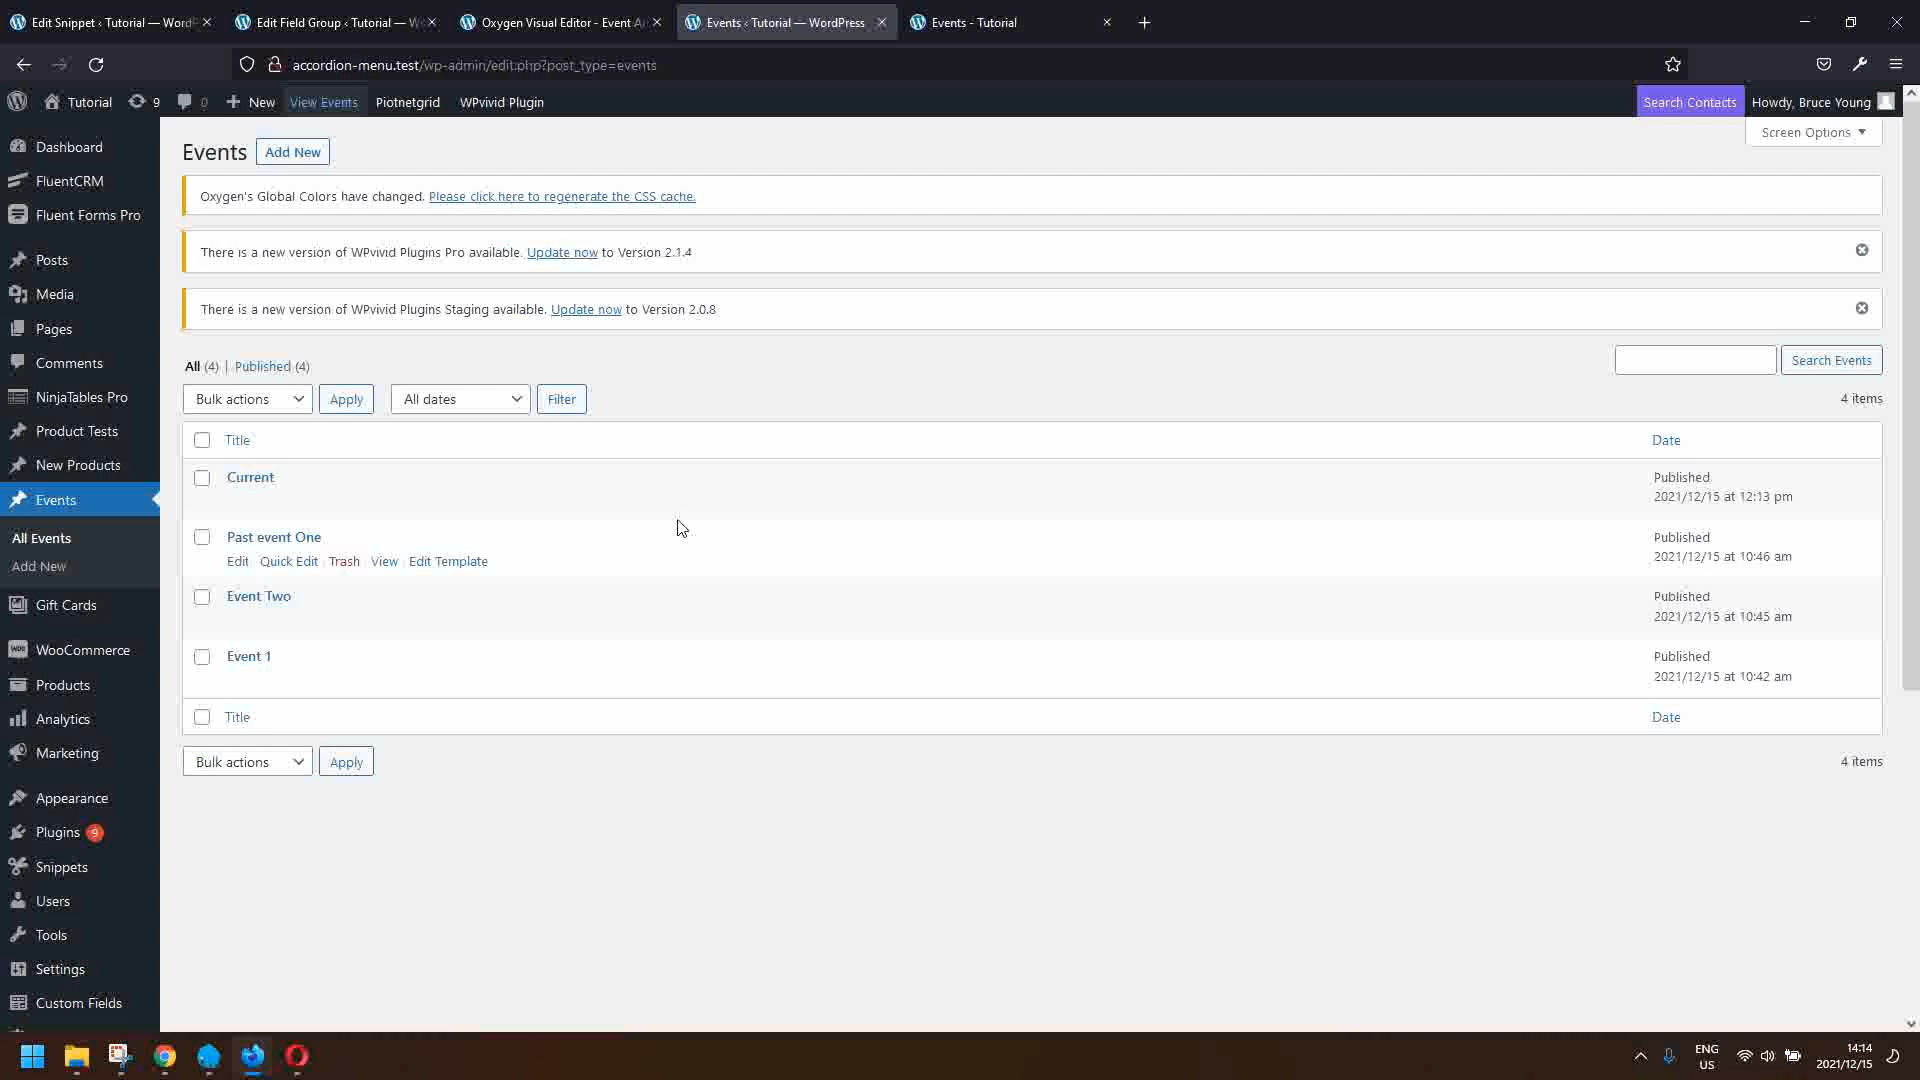 Edit Snippet ‹ Tutorial — WordP
Edit Field Group ‹ Tutorial — W
Oxygen Visual Editor - Event A
Events ‹ Tutorial — WordPress
Events - Tutorial
accordion-menu.test/wp-admin/edit.php?post_type=events
Tutorial 9 0 New View Events Piotnetgrid WPvivid Plugin Search Contacts Howdy, Bruce Young
Screen Options
Dashboard
FluentCRM
Fluent Forms Pro
Posts
Media
Pages
Comments
NinjaTables Pro
Product Tests
New Products
Events
All Events
Add New
Gift Cards
WooCommerce
Products
Analytics
Marketing
Appearance
Plugins 9
Snippets
Users
Tools
Settings
Custom Fields
Events Add New
Oxygen's Global Colors have changed. Please click here to regenerate the CSS cache.
There is a new version of WPvivid Plugins Pro available. Update now to Version 2.1.4
There is a new version of WPvivid Plugins Staging available. Update now to Version 2.0.8
All (4) | Published (4)
Search Events
Bulk actions Apply All dates Filter 4 items
Title Date
Current Published
2021/12/15 at 12:13 pm
Past event One Published
Edit Quick Edit Trash View Edit Template 2021/12/15 at 10:46 am
Event Two Published
2021/12/15 at 10:45 am
Event 1 Published
2021/12/15 at 10:42 am
Title Date
Bulk actions Apply 4 items
ENG
US
14:14
2021/12/15